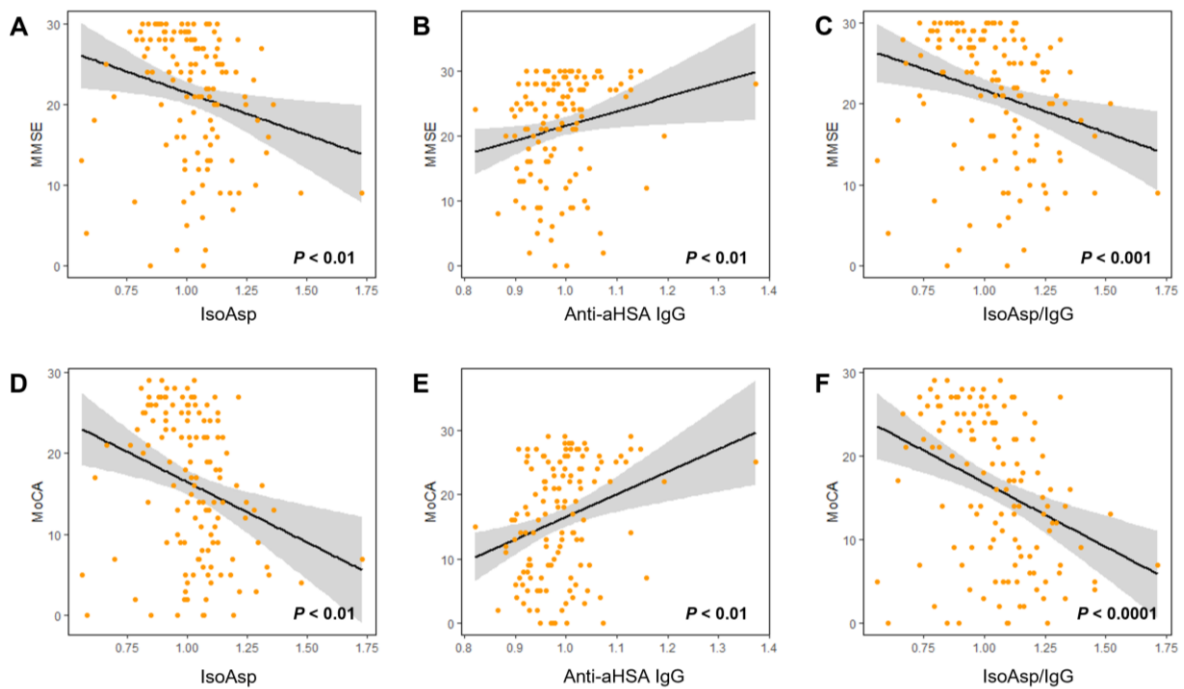 A
MMSE
30
20
10
0
P < 0.01
0.75
1.00
1.25
1.50
1.75
IsoAsp
B
MMSE
30
20
10
0
P < 0.01
0.8
0.9
1.0
1.1
1.2
1.3
1.4
Anti-aHSA IgG
C
MMSE
30
20
10
0
P < 0.001
0.75
1.00
1.25
1.50
1.75
IsoAsp/IgG
D
MoCA
30
20
10
0
P < 0.01
0.75
1.00
1.25
1.50
1.75
IsoAsp
E
MoCA
30
20
10
0
P < 0.01
0.8
0.9
1.0
1.1
1.2
1.3
1.4
Anti-aHSA IgG
F
MoCA
30
20
10
0
P < 0.0001
0.75
1.00
1.25
1.50
1.75
IsoAsp/IgG